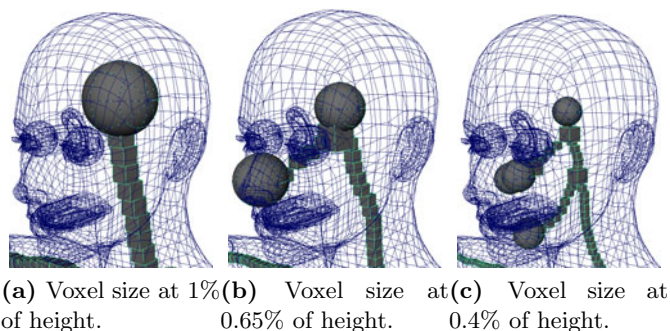 (a) Voxel size at 1% of height.
(b) Voxel size at 0.65% of height.
(c) Voxel size at 0.4% of height.